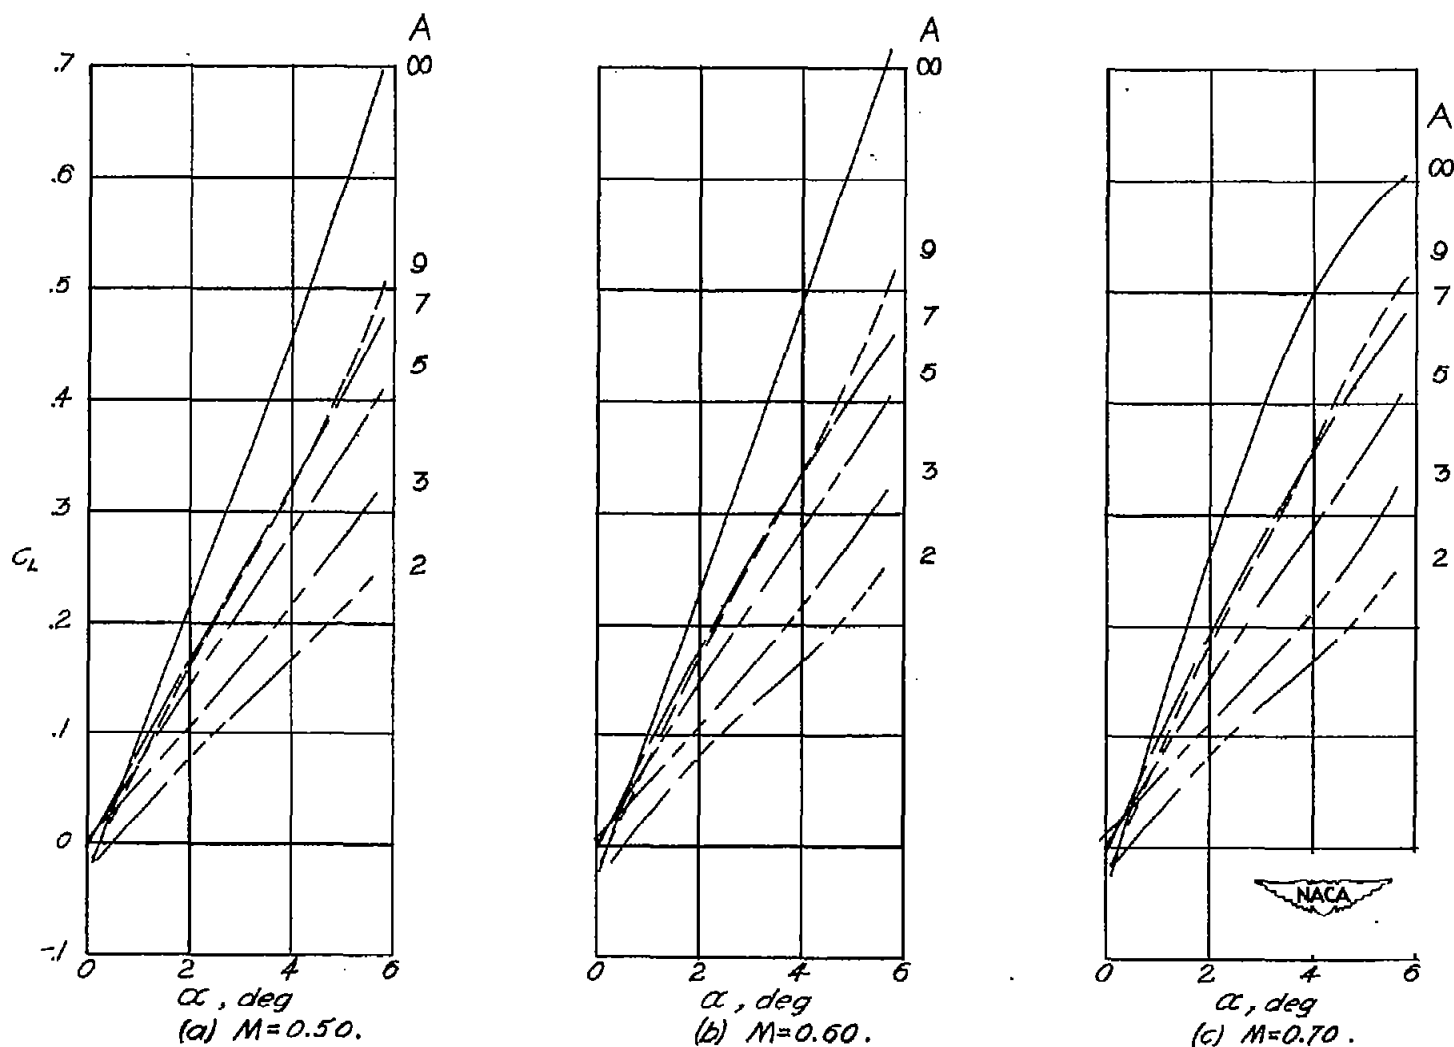 A
∞
.7
.6
.5
.4
.3
.2
.1
0
-.1
C_L
9
7
5
3
2
0 2 4 6
α, deg
(a) M=0.50.
A
∞
9
7
5
3
2
0 2 4 6
α, deg
(b) M=0.60.
A
∞
9
7
5
3
2
NACA
0 2 4 6
α, deg
(c) M=0.70.